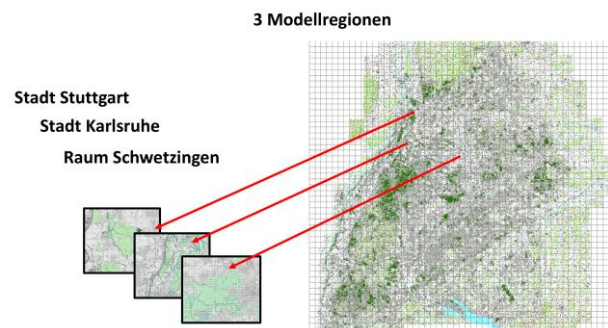 3 Modellregionen
Stadt Stuttgart
Stadt Karlsruhe
Raum Schwetzingen